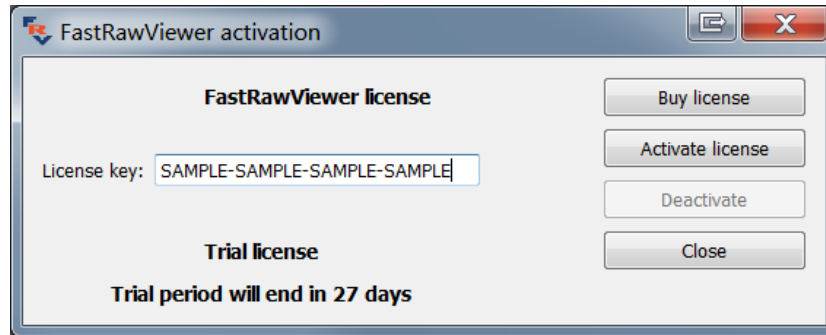 FastRawViewer activation
FastRawViewer license
Buy license
License key: SAMPLE-SAMPLE-SAMPLE-SAMPLE
Activate license
Deactivate
Trial license
Close
Trial period will end in 27 days